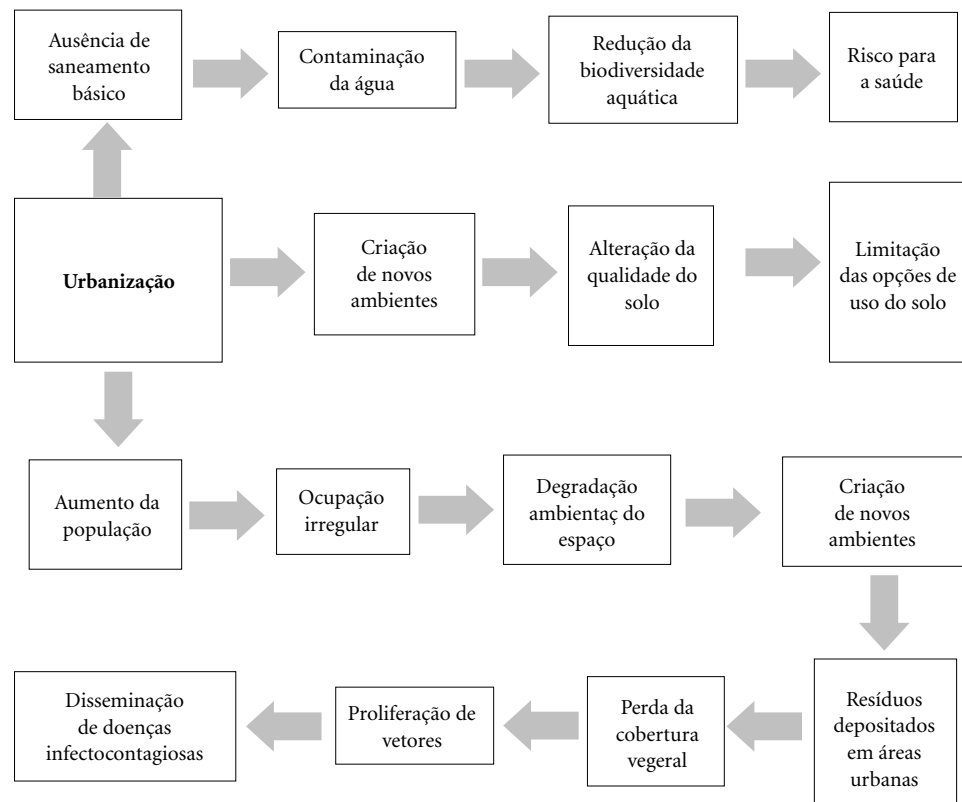 Ausência de
saneamento
básico
Contaminação
da água
Redução da
biodiversidade
aquática
Risco para
a saúde
Urbanização
Criação
de novos
ambientes
Alteração da
qualidade do
solo
Limitação
das opções de
uso do solo
Aumento da
população
Ocupação
irregular
Degradação
ambientaç do
espaço
Criação
de novos
ambientes
Resíduos
depositados
em áreas
urbanas
Perda da
cobertura
vegeral
Proliferação de
vetores
Disseminação
de doenças
infectocontagiosas